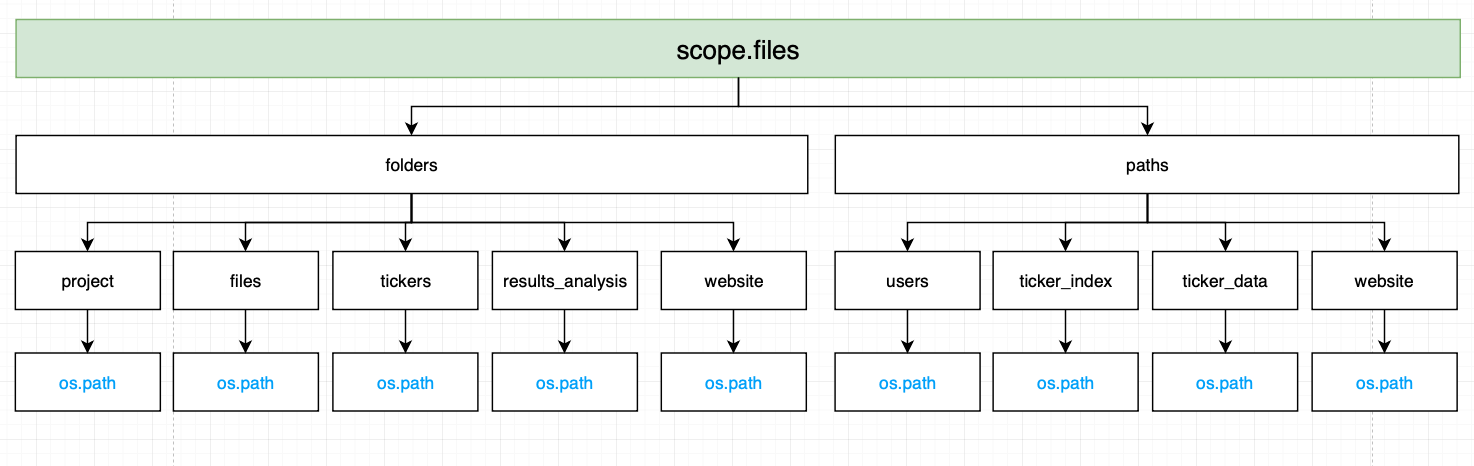 scope.files
folders
paths
project
files
tickers
results_analysis
website
users
ticker_index
ticker_data
website
os.path
os.path
os.path
os.path
os.path
os.path
os.path
os.path
os.path